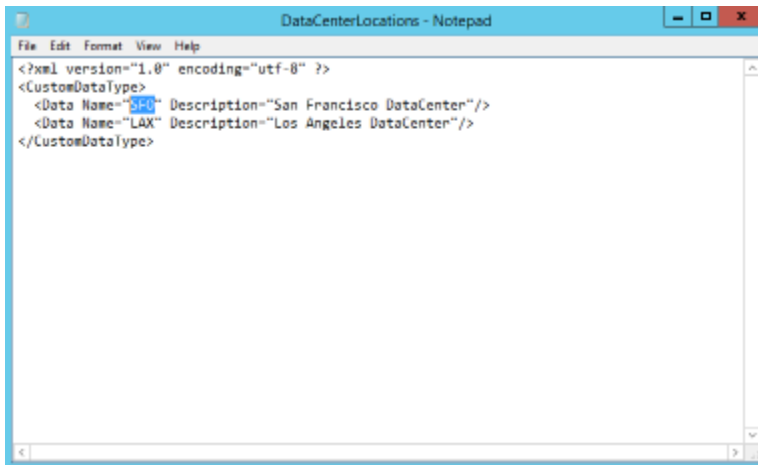 DataCenterLocations - Notepad
File Edit Format View Help
<?xml version="1.0" encoding="utf-8" ?>
<CustomDataType>
  <Data Name="SFO" Description="San Francisco DataCenter"/>
  <Data Name="LAX" Description="Los Angeles DataCenter"/>
</CustomDataType>